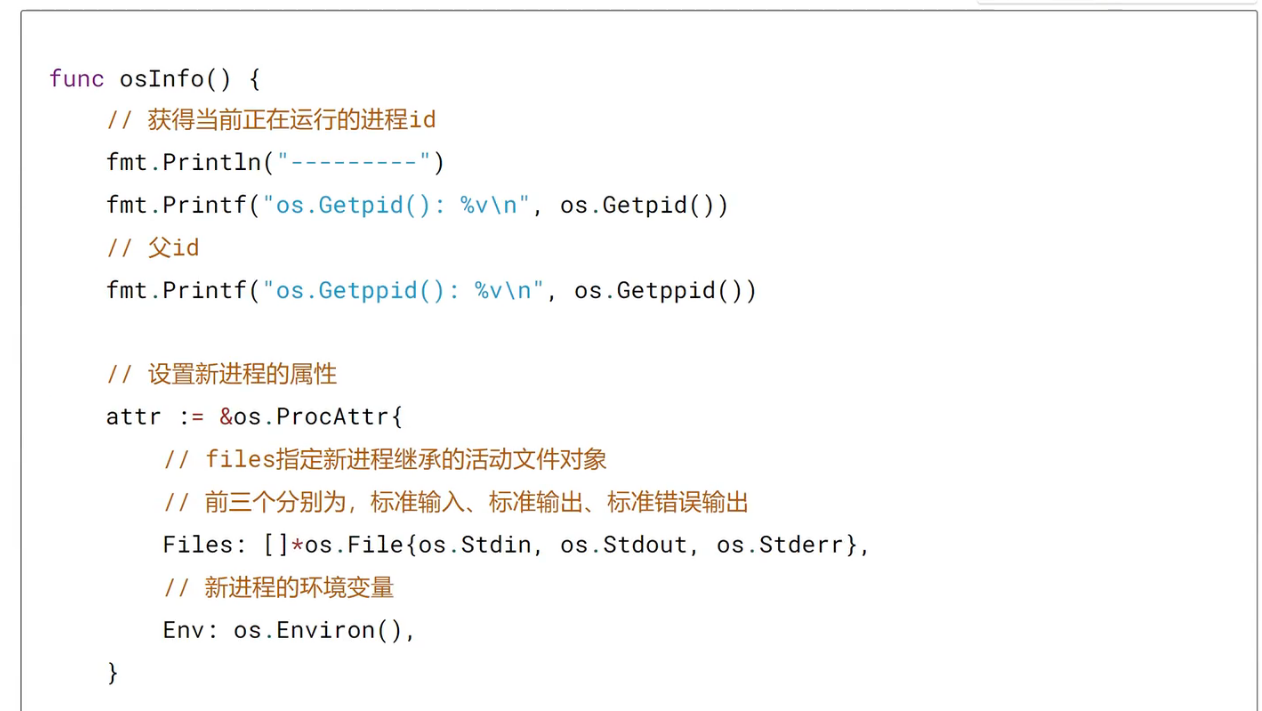 func osInfo() {
// 获得当前正在运行的进程id
fmt.Println("---------")
fmt.Printf("os.Getpid(): %v\n", os.Getpid())
// 父id
fmt.Printf("os.Getppid(): %v\n", os.Getppid())
// 设置新进程的属性
attr := &os.ProcAttr{
// files指定新进程继承的活动文件对象
// 前三个分别为，标准输入、标准输出、标准错误输出
Files: []*os.File{os.Stdin, os.Stdout, os.Stderr},
// 新进程的环境变量
Env: os.Environ(),
}